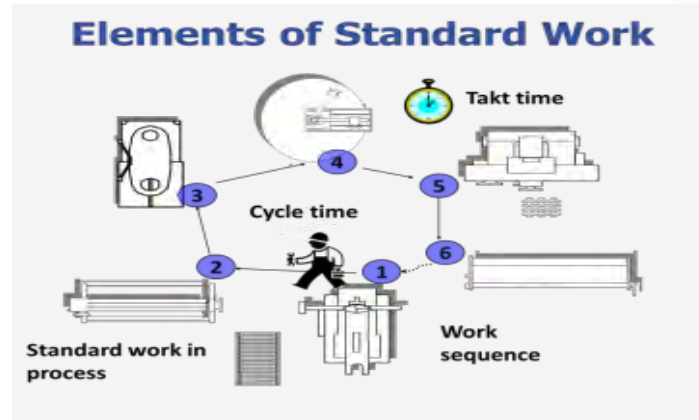 Elements of Standard Work
Takt time
4
5
3
Cycle time
6
1
2
Standard work in
process
Work
sequence